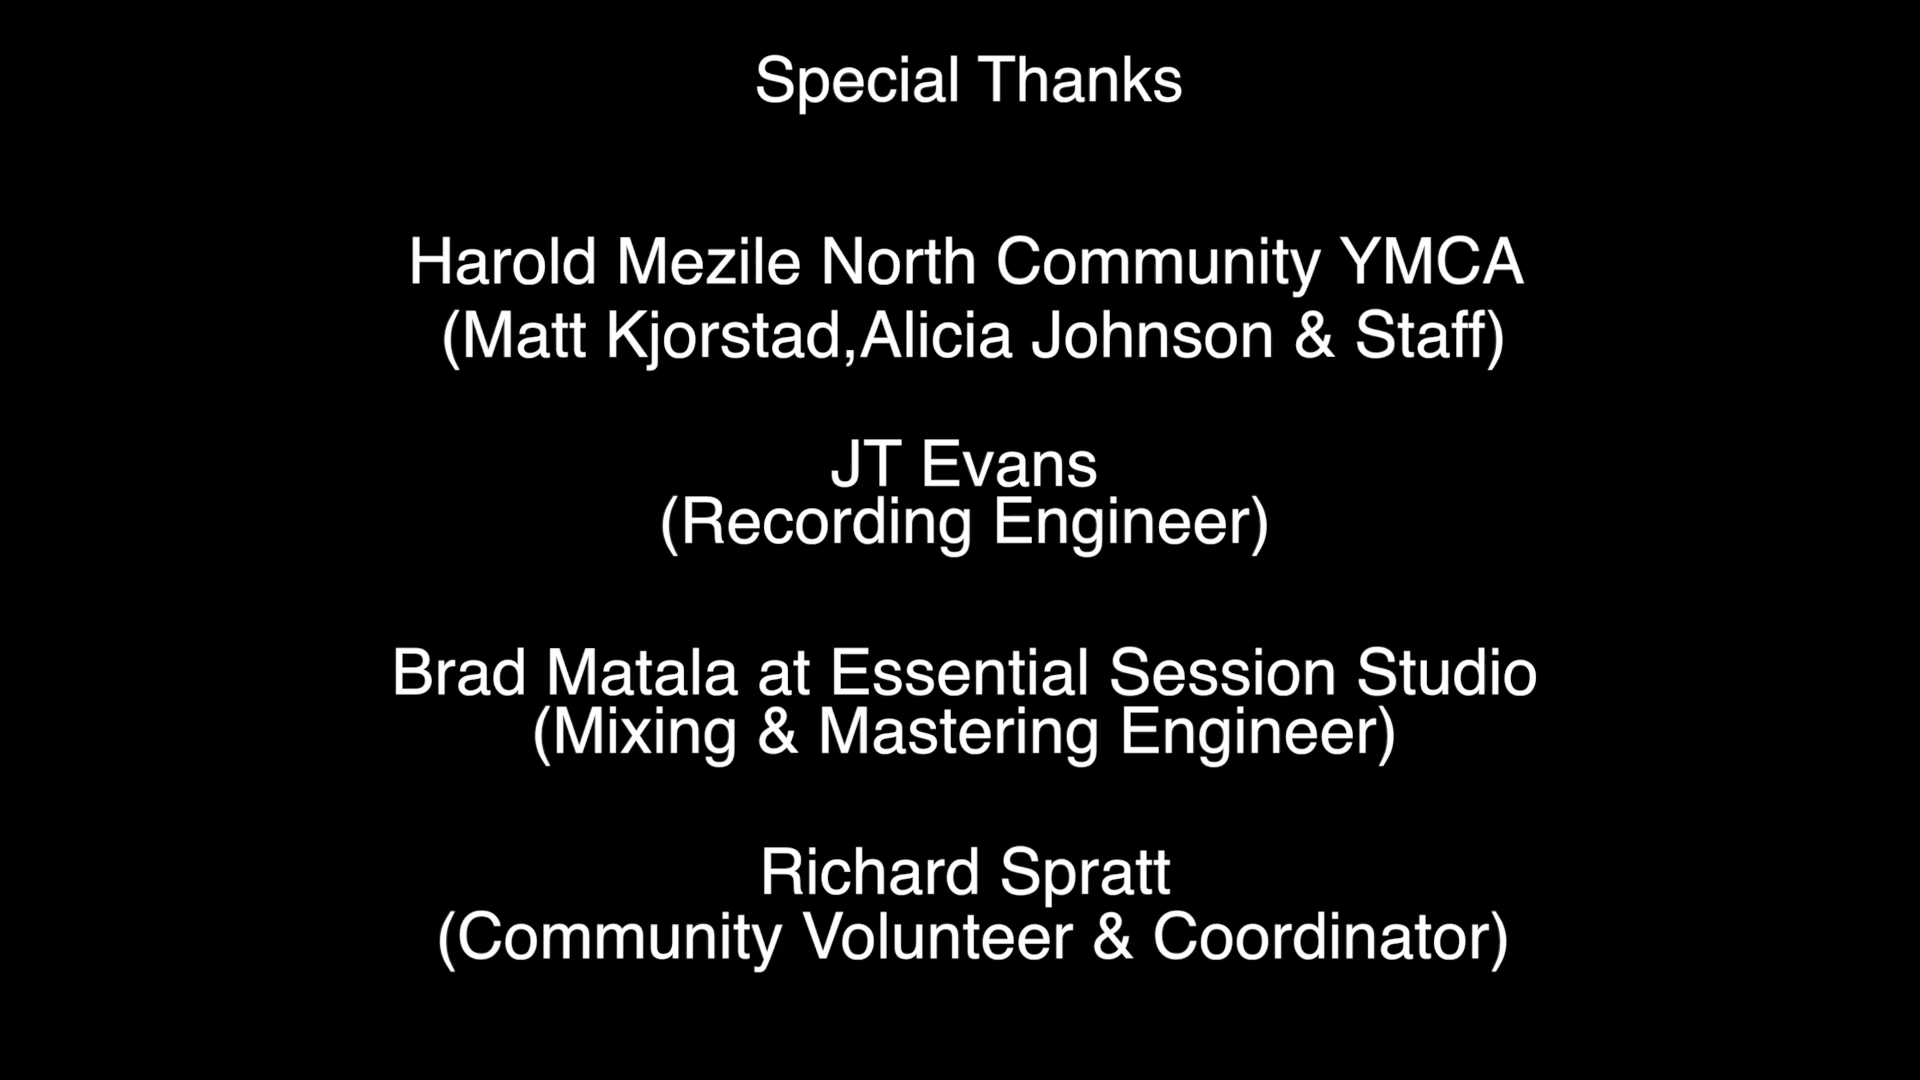 Special Thanks
Harold Mezile North Community YMCA
(Matt Kjorstad,Alicia Johnson & Staff)
JT Evans
(Recording Engineer)
Brad Matala at Essential Session Studio
(Mixing & Mastering Engineer)
Richard Spratt
(Community Volunteer & Coordinator)